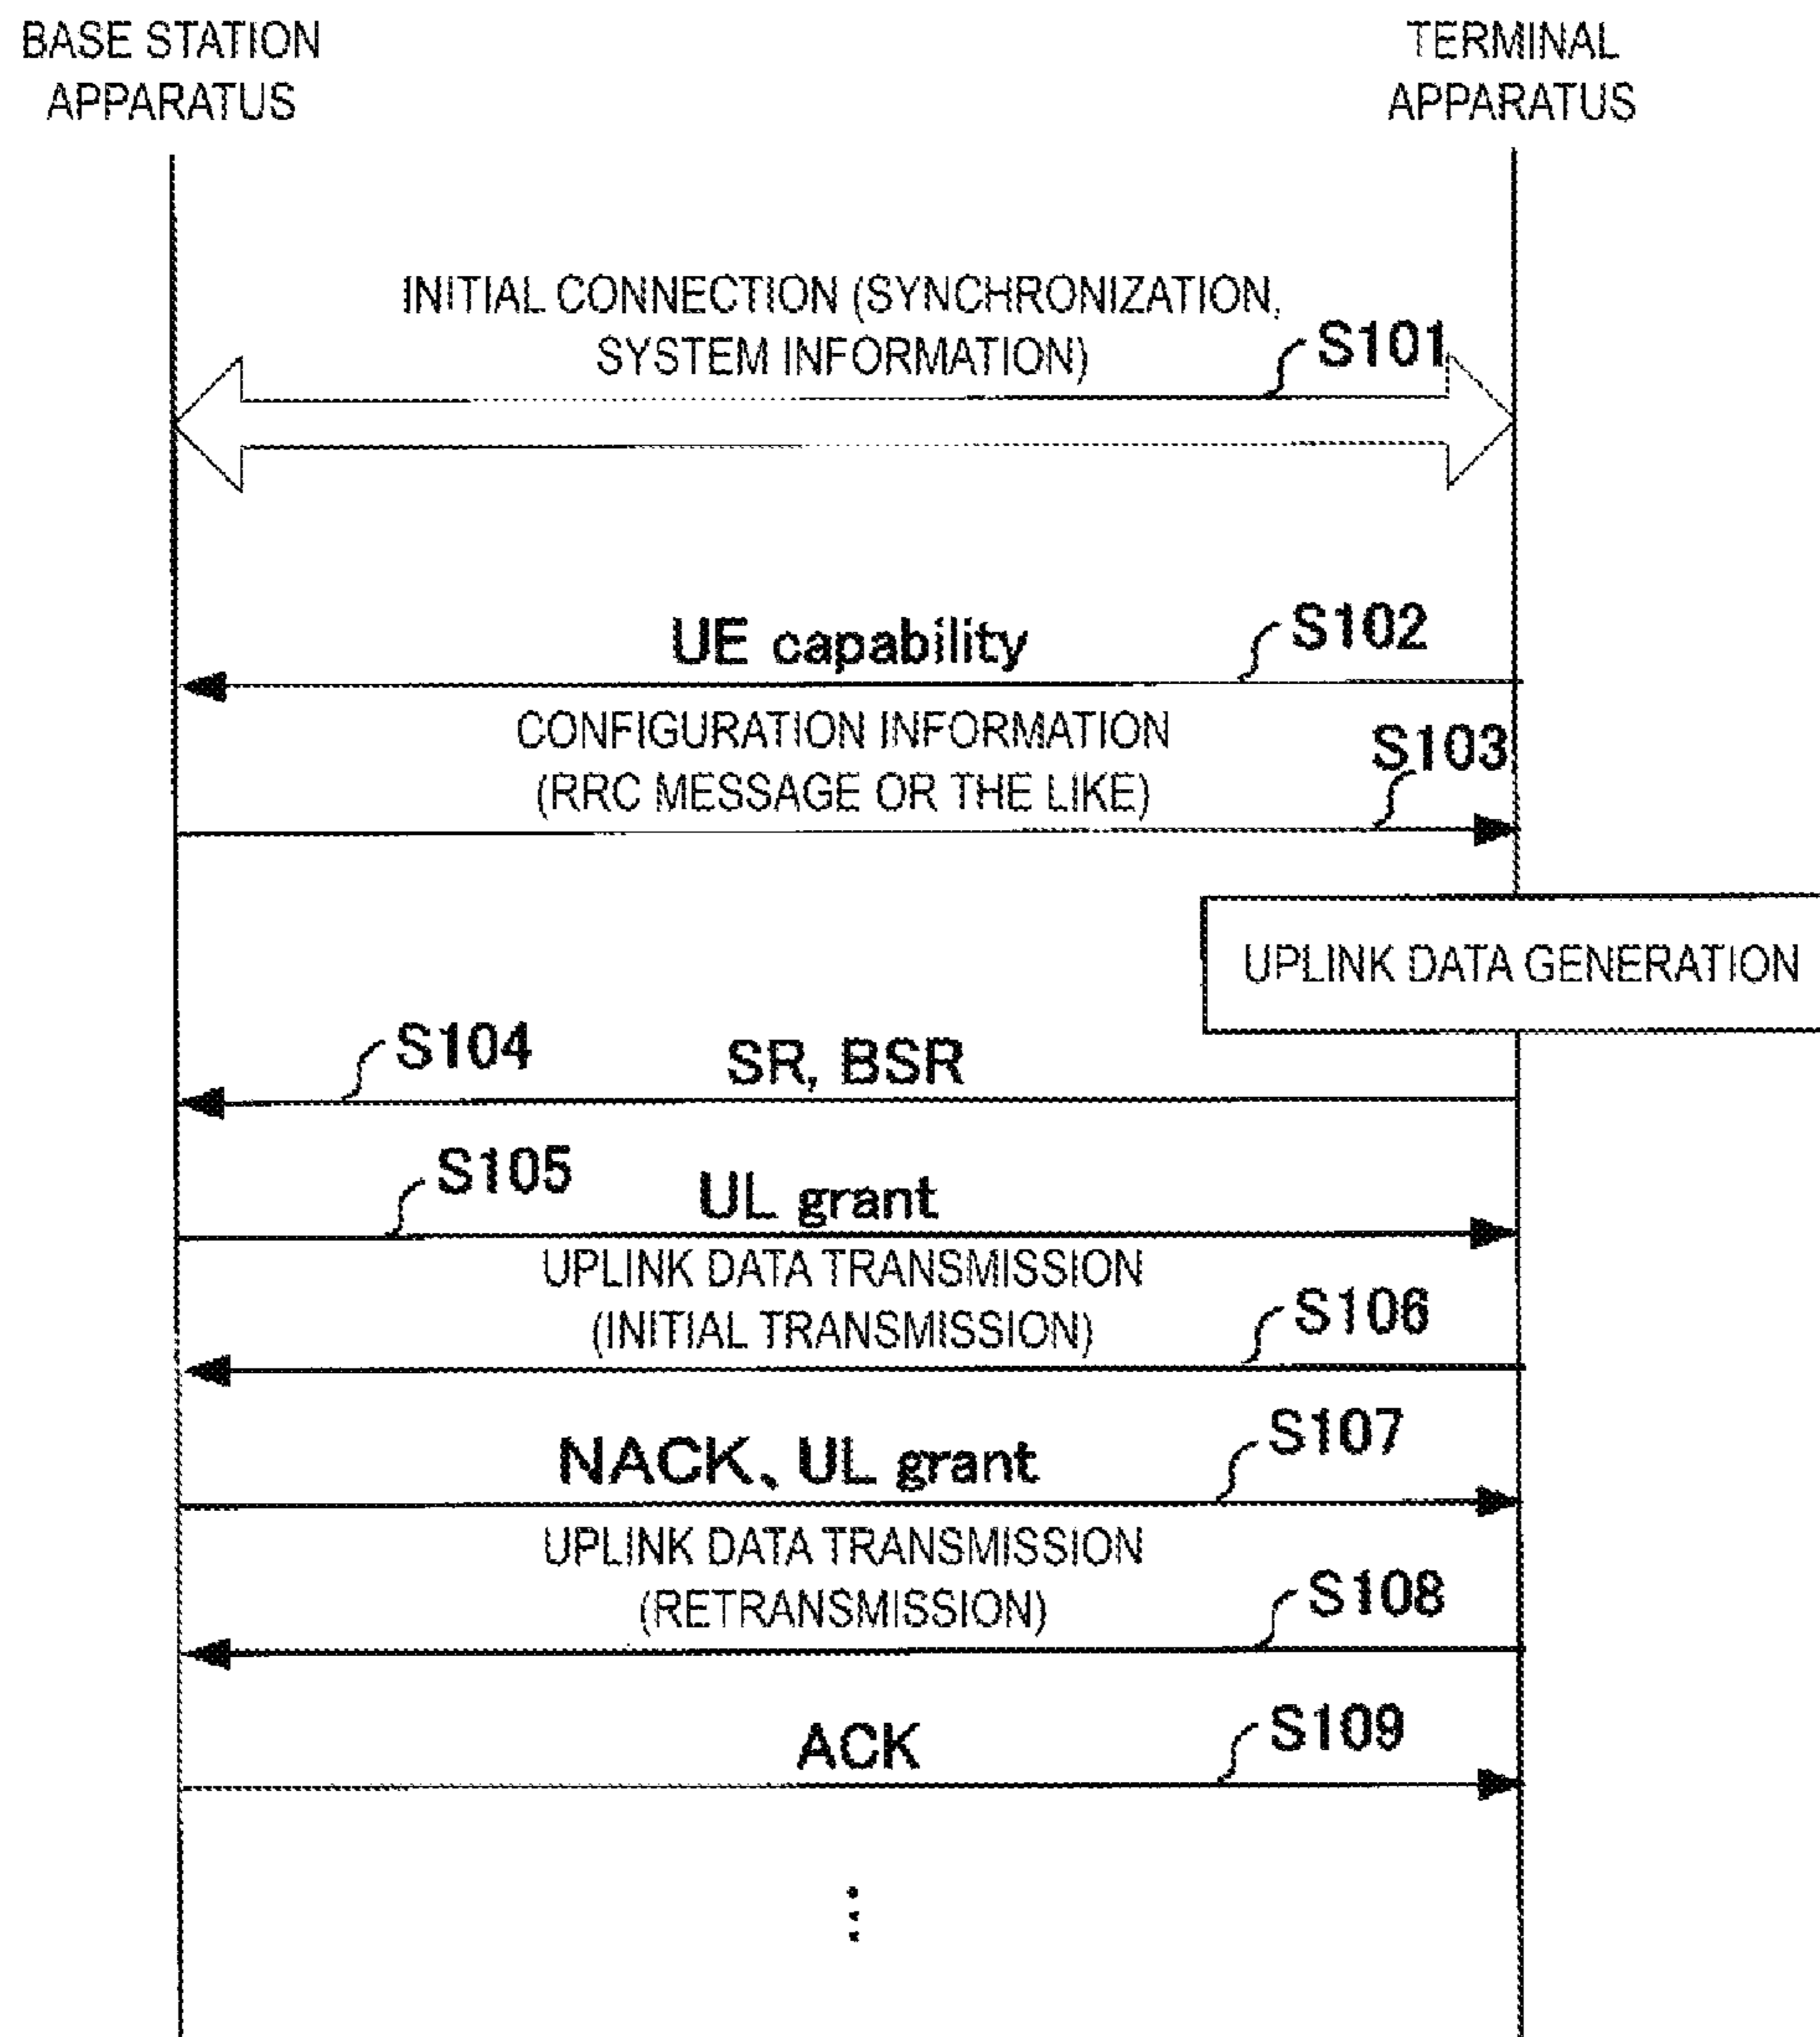 BASE STATION
APPARATUS
TERMINAL
APPARATUS
INITIAL CONNECTION (SYNCHRONIZATION,
SYSTEM INFORMATION)
S101
UE capability
S102
CONFIGURATION INFORMATION
(RRC MESSAGE OR THE LIKE)
S103
UPLINK DATA GENERATION
S104
SR, BSR
S105
UL grant
UPLINK DATA TRANSMISSION
(INITIAL TRANSMISSION)
S106
NACK、UL grant
S107
UPLINK DATA TRANSMISSION
(RETRANSMISSION)
S108
ACK
S109
⋮